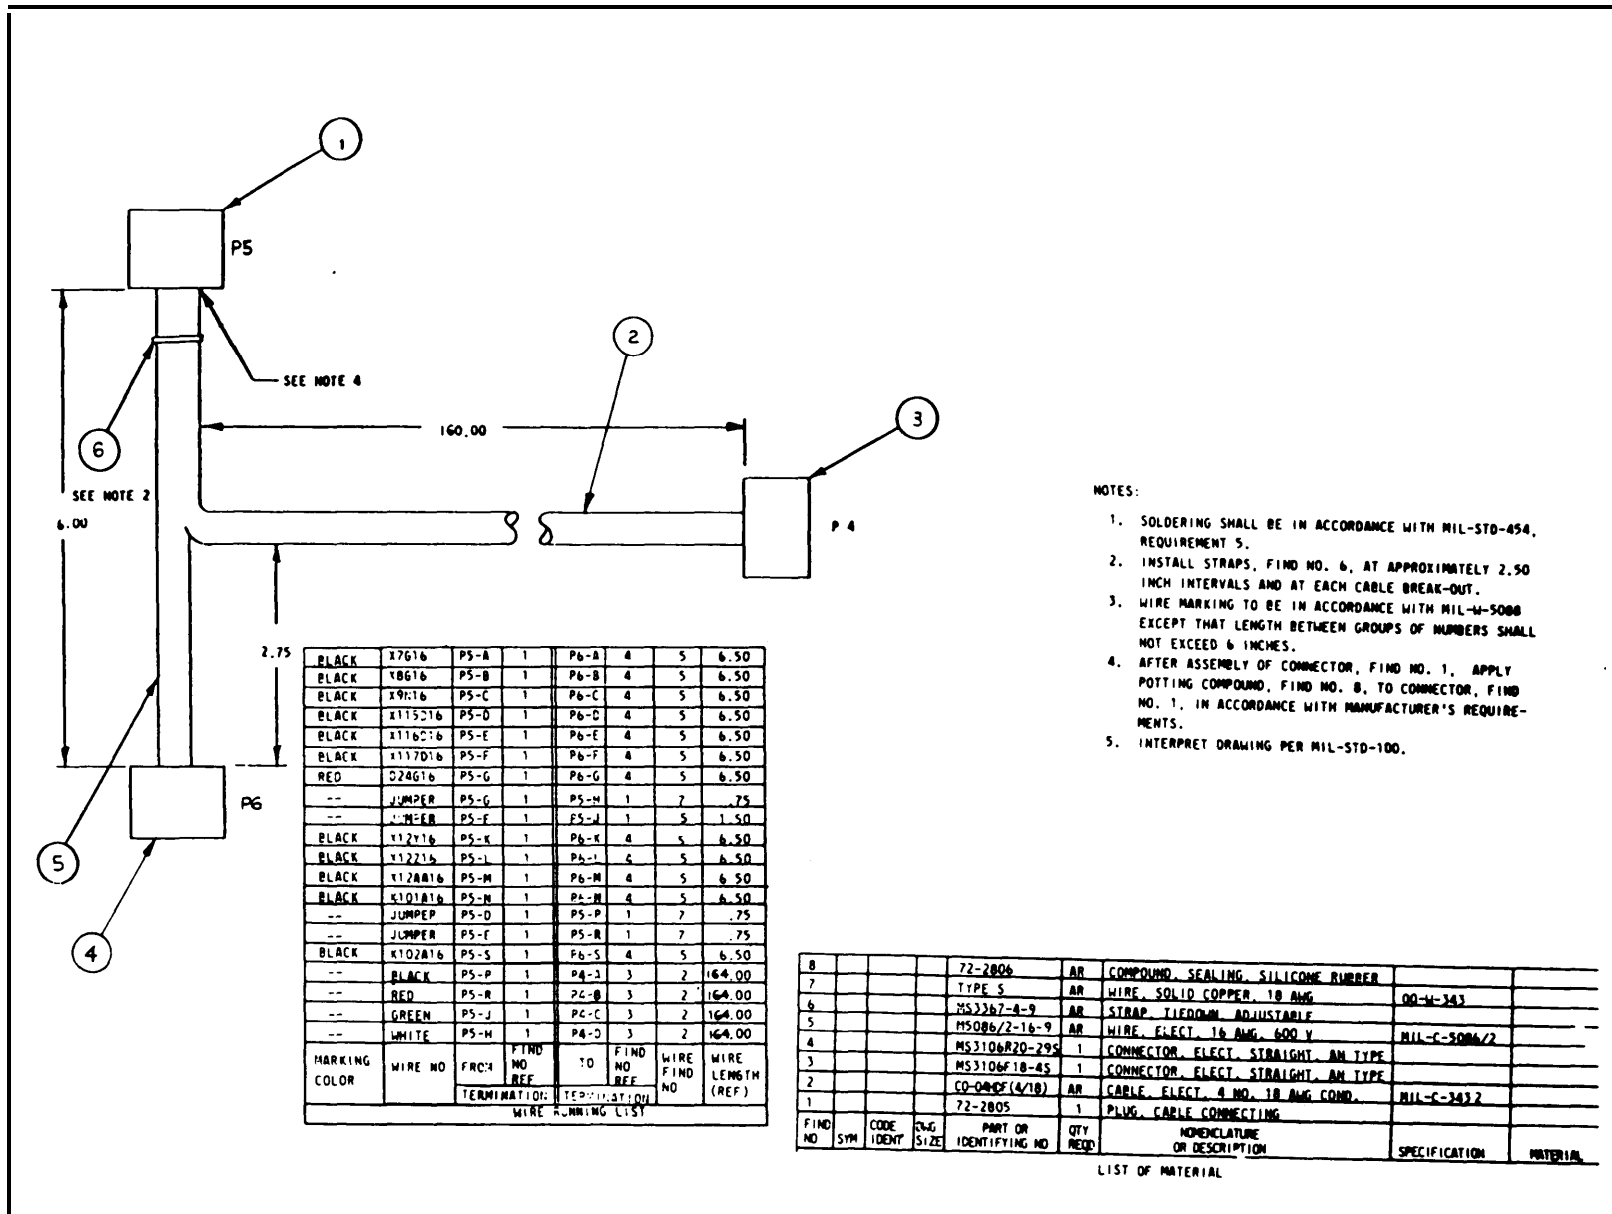 1
P5
SEE NOTE 4
2
160.00
3
6
SEE NOTE 2
6.00
P 4
2.75
P6
5
4
NOTES:
1. SOLDERING SHALL BE IN ACCORDANCE WITH MIL-STD-454,
REQUIREMENT 5.
2. INSTALL STRAPS, FIND NO. 6, AT APPROXIMATELY 2.50
INCH INTERVALS AND AT EACH CABLE BREAK-OUT.
3. WIRE MARKING TO BE IN ACCORDANCE WITH MIL-W-5088
EXCEPT THAT LENGTH BETWEEN GROUPS OF NUMBERS SHALL
NOT EXCEED 6 INCHES.
4. AFTER ASSEMBLY OF CONNECTOR, FIND NO. 1, APPLY
POTTING COMPOUND, FIND NO. 8, TO CONNECTOR, FIND
NO. 1, IN ACCORDANCE WITH MANUFACTURER'S REQUIRE-
MENTS.
5. INTERPRET DRAWING PER MIL-STD-100.
BLACK X7G16 P5-A 1 P6-A 4 5 6.50
BLACK X8G16 P5-B 1 P6-B 4 5 6.50
BLACK P5-C 1 P6-C 4 5 6.50
BLACK X115D16 P5-D 1 P6-D 4 5 6.50
BLACK P5-E 1 P6-E 4 5 6.50
BLACK X117D16 P5-F 1 P6-F 4 5 6.50
RED D24G16 P5-G 1 P6-G 4 5 6.50
-- JUMPER P5-G 1 P5-H 1 7 .75
-- JUMPER P5-F 1 P5-J 1 5 1.50
BLACK X12Y16 P5-K 1 P6-K 4 5 6.50
BLACK X12Z16 P5-L 1 P6-L 4 5 6.50
BLACK X12AA16 P5-M 1 P6-M 4 5 6.50
BLACK K101A16 P5-N 1 P6-N 4 5 6.50
-- JUMPER P5-D 1 P5-P 1 7 .75
-- JUMPER P5-E 1 P5-R 1 7 .75
BLACK K102A16 P5-S 1 P6-S 4 5 6.50
-- BLACK P5-P 1 3 2 164.00
-- RED P5-R 1 P4-B 3 2 164.00
-- GREEN P5-J 1 P4-C 3 2 164.00
-- WHITE P5-H 1 P4-D 3 2 164.00
MARKING COLOR WIRE NO FROM FIND NO REF TO FIND NO REF WIRE FIND NO WIRE LENGTH (REF)
TERMINATION TERMINATION
WIRE RUNNING LIST
8 72-2806 AR COMPOUND, SEALING, SILICONE RUBBER
7 TYPE S AR WIRE, SOLID COPPER, 18 AWG QQ-W-343
6 MS3367-4-9 AR STRAP, TIEDOWN, ADJUSTABLE
5 M5086/2-16-9 AR WIRE, ELECT, 16 AWG, 600 V MIL-C-5086/2
4 MS3106R20-29S 1 CONNECTOR, ELECT, STRAIGHT, AN TYPE
3 MS3106F18-4S 1 CONNECTOR, ELECT, STRAIGHT, AN TYPE
2 CO-04HDF(4/18) AR CABLE, ELECT, 4 NO. 18 AWG COND. MIL-C-3432
1 72-2805 1 PLUG, CABLE CONNECTING
FIND NO SYM CODE IDENT DWG SIZE PART OR IDENTIFYING NO QTY REQD NOMENCLATURE OR DESCRIPTION SPECIFICATION MATERIAL
LIST OF MATERIAL